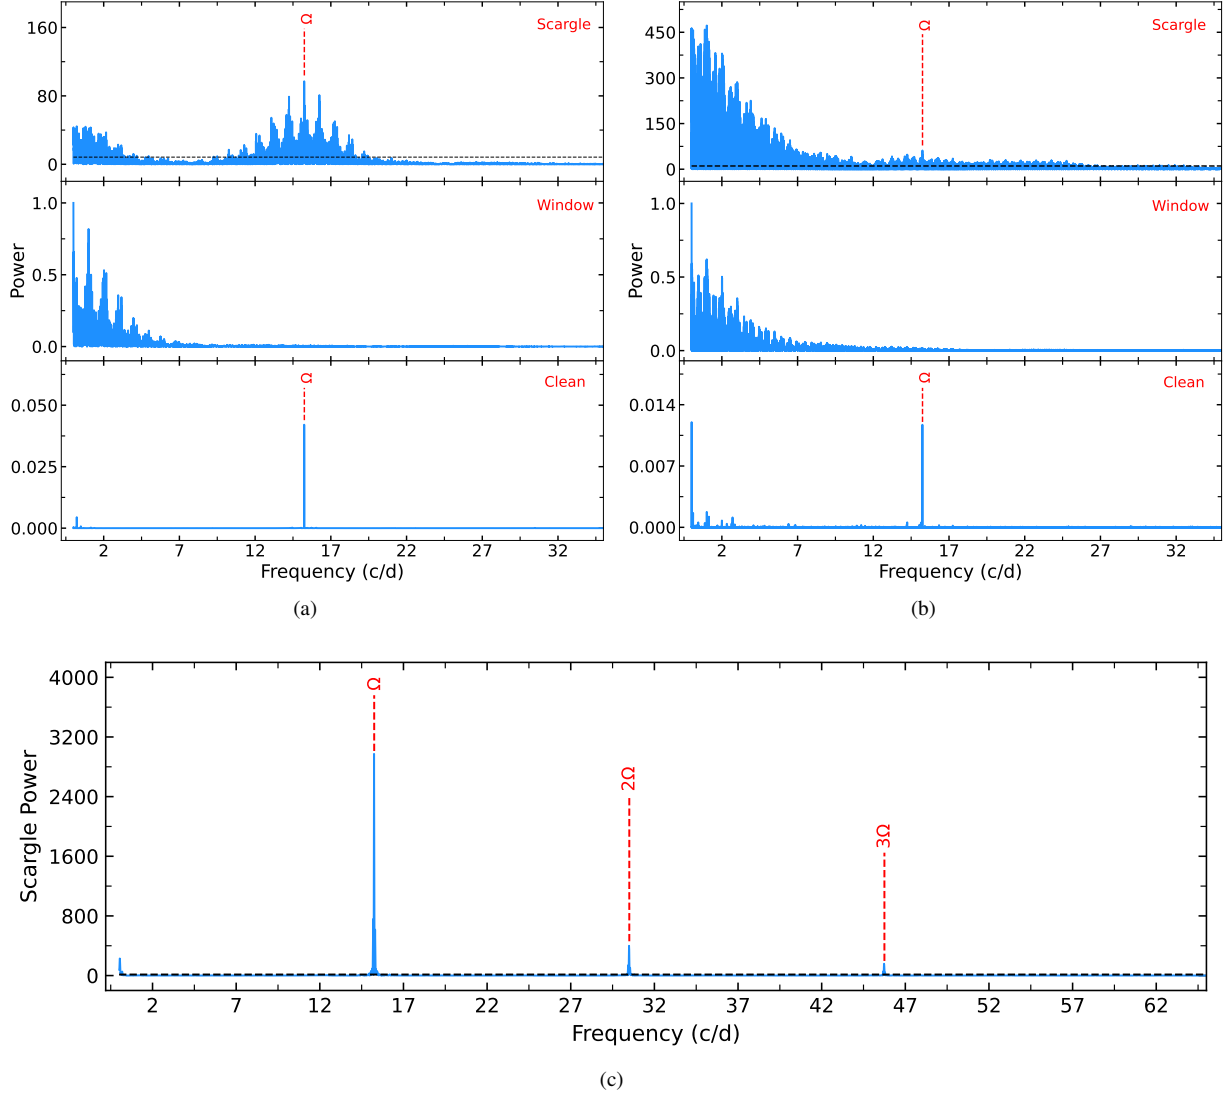 Ω
Scargle
160
80
0
Window
1.0
0.5
0.0
Power
Ω
Clean
0.050
0.025
0.000
2 7 12 17 22 27 32
Frequency (c/d)
(a)
Ω
Scargle
450
300
150
0
Window
1.0
0.5
0.0
Power
Ω
Clean
0.014
0.007
0.000
2 7 12 17 22 27 32
Frequency (c/d)
(b)
Ω
2Ω
3Ω
4000
3200
2400
1600
800
0
Scargle Power
2 7 12 17 22 27 32 37 42 47 52 57 62
Frequency (c/d)
(c)